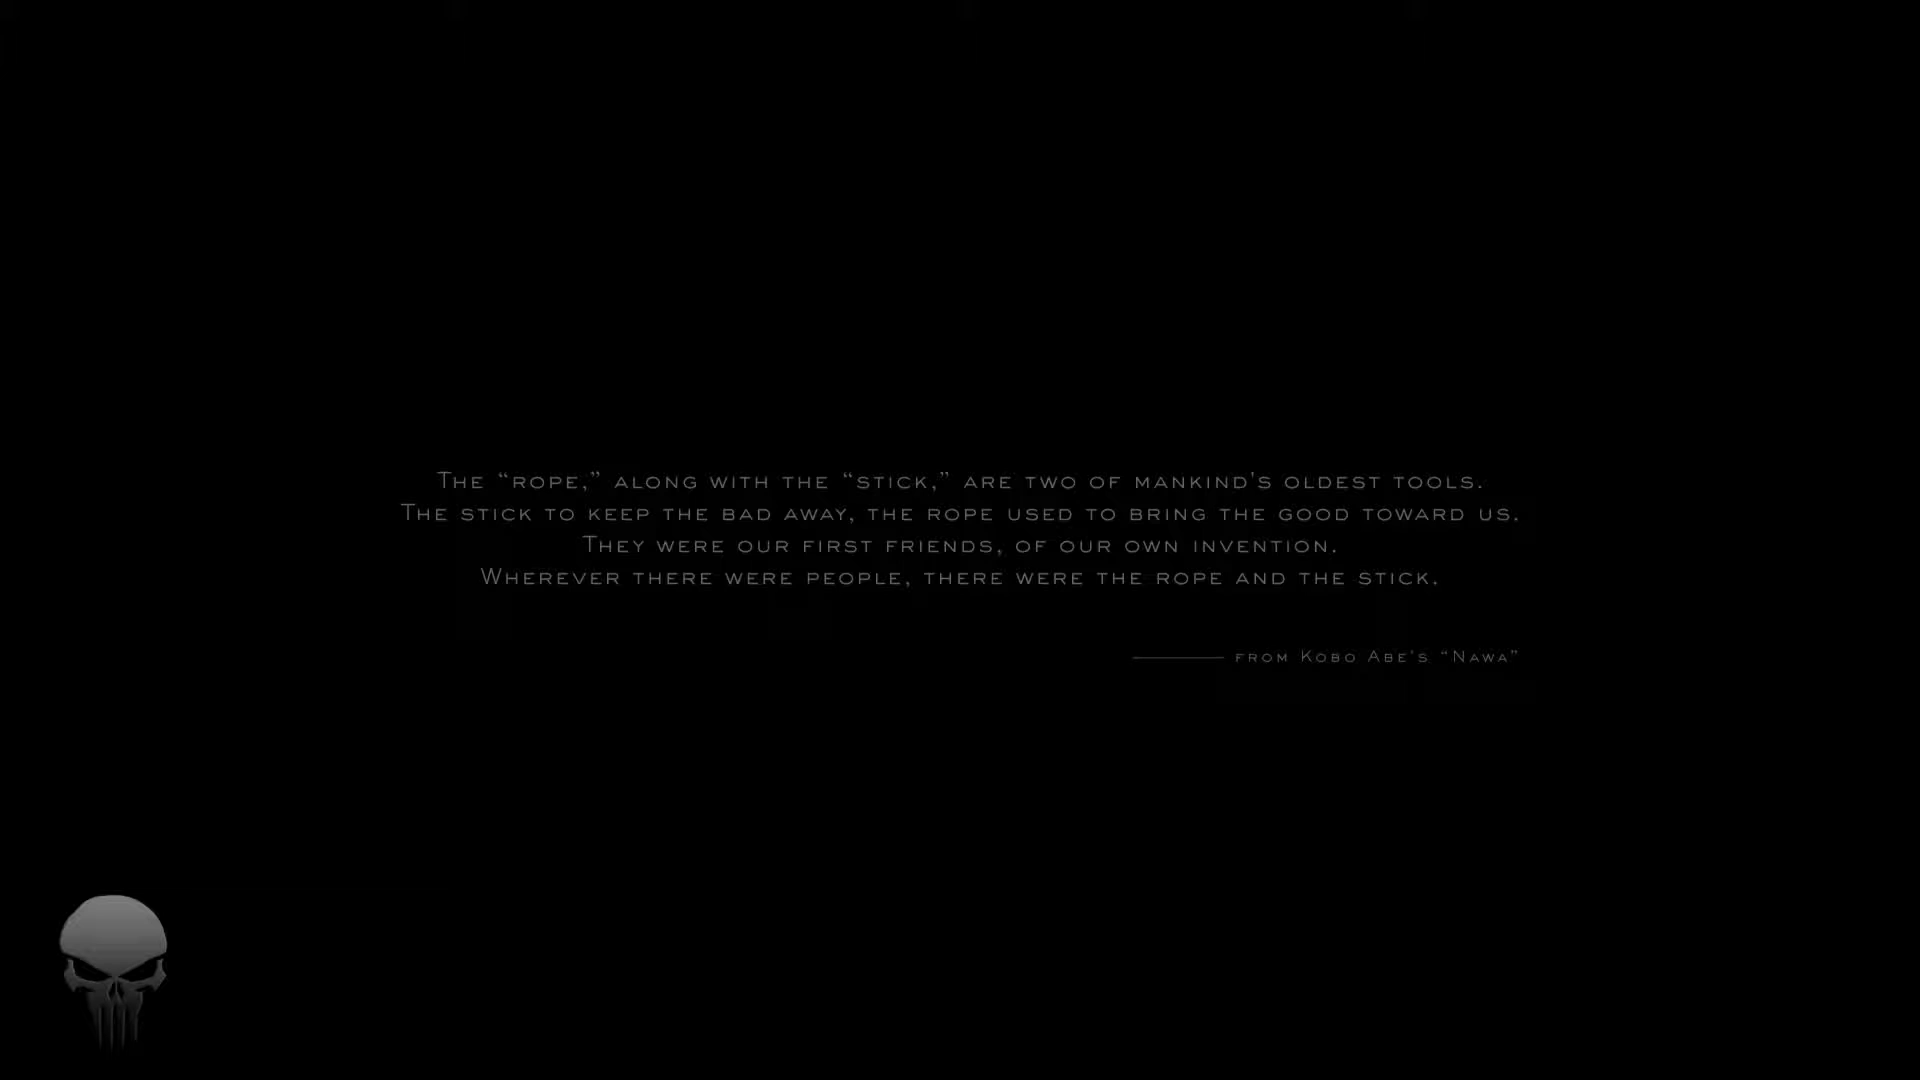 The “rope,” along with the “stick,” are two of mankind's oldest tools.
The stick to keep the bad away, the rope used to bring the good toward us.
They were our first friends, of our own invention.
Wherever there were people, there were the rope and the stick.
from Kobo Abe's “Nawa”